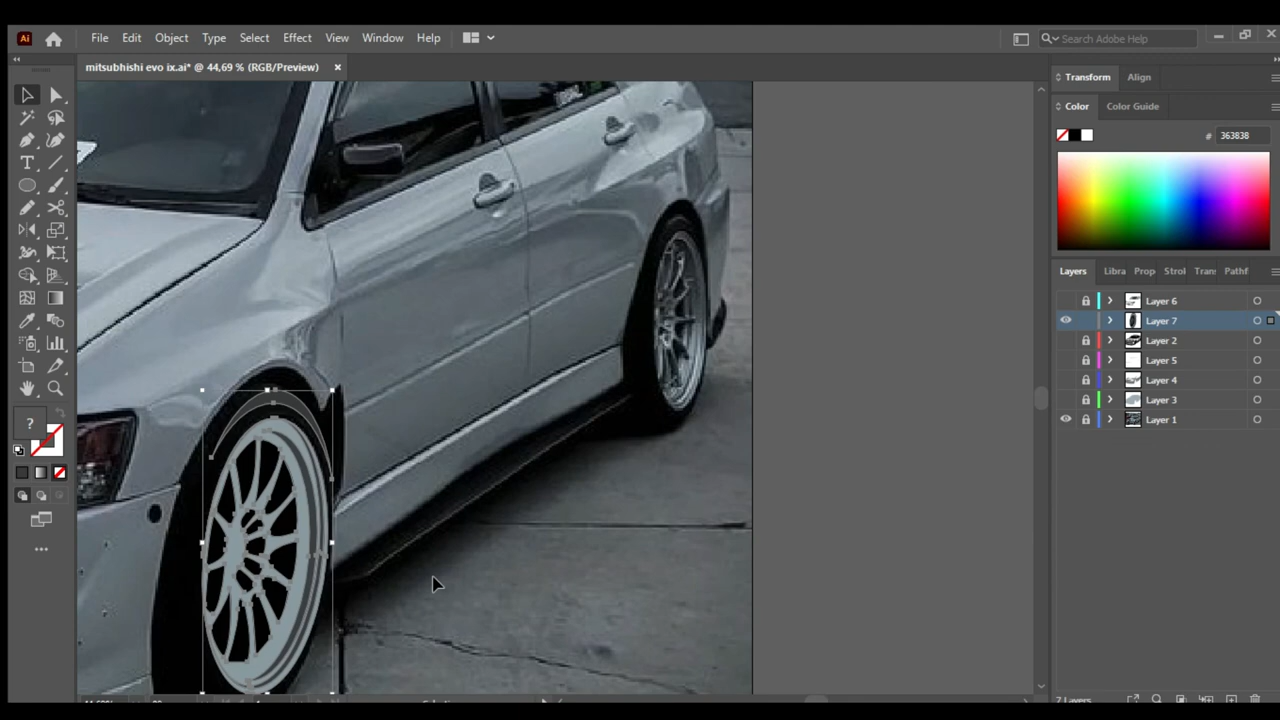 Ai File Edit Object Type Select Effect View Window Help Search Adobe Help
mitsubhishi evo ix.ai* @ 44,69 % (RGB/Preview) ×
Transform Align
Color Color Guide
# 363838
Layers Libra Prop Strol Trans Pathf
Layer 6
Layer 7
Layer 2
Layer 5
Layer 4
Layer 3
Layer 1
?
7 Layers